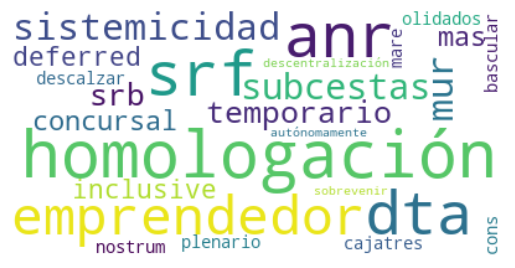 sistemicidad
anr
olidados
mas
bascular
mare
deferred
srf
descentralización
descalzar
subcestas
mur
srb
temporario
concursal
autónomamente
homologación
inclusive
sobrevenir
emprendedor
dta
cons
nostrum
plenario
cajatres